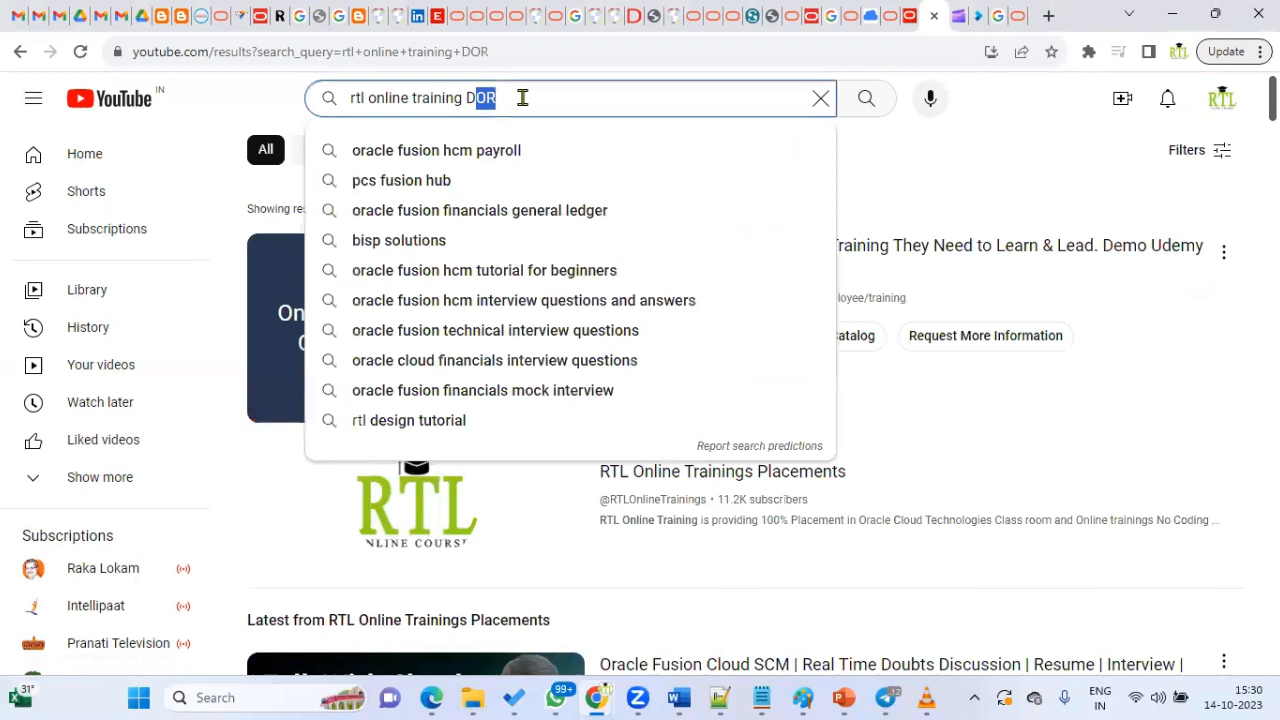 youtube.com/results?search_query=rtl+online+training+DOR
Update
YouTube IN
rtl online training DOR
Home
Shorts
Subscriptions
Library
History
Your videos
Watch later
Liked videos
Show more
Subscriptions
Raka Lokam
Intellipaat
Pranati Television
All
Filters
Showing res
oracle fusion hcm payroll
pcs fusion hub
oracle fusion financials general ledger
bisp solutions
oracle fusion hcm tutorial for beginners
oracle fusion hcm interview questions and answers
oracle fusion technical interview questions
oracle cloud financials interview questions
oracle fusion financials mock interview
rtl design tutorial
Report search predictions
On
Training They Need to Learn & Lead. Demo Udemy
loyee/training
Catalog
Request More Information
RTL
ONLINE COURS
RTL Online Trainings Placements
@RTLOnlineTrainings • 11.2K subscribers
RTL Online Training is providing 100% Placement in Oracle Cloud Technologies Class room and Online trainings No Coding ...
Latest from RTL Online Trainings Placements
Oracle Fusion Cloud SCM | Real Time Doubts Discussion | Resume | Interview |
31°
Search
99+
12
ENG
IN
15:30
14-10-2023